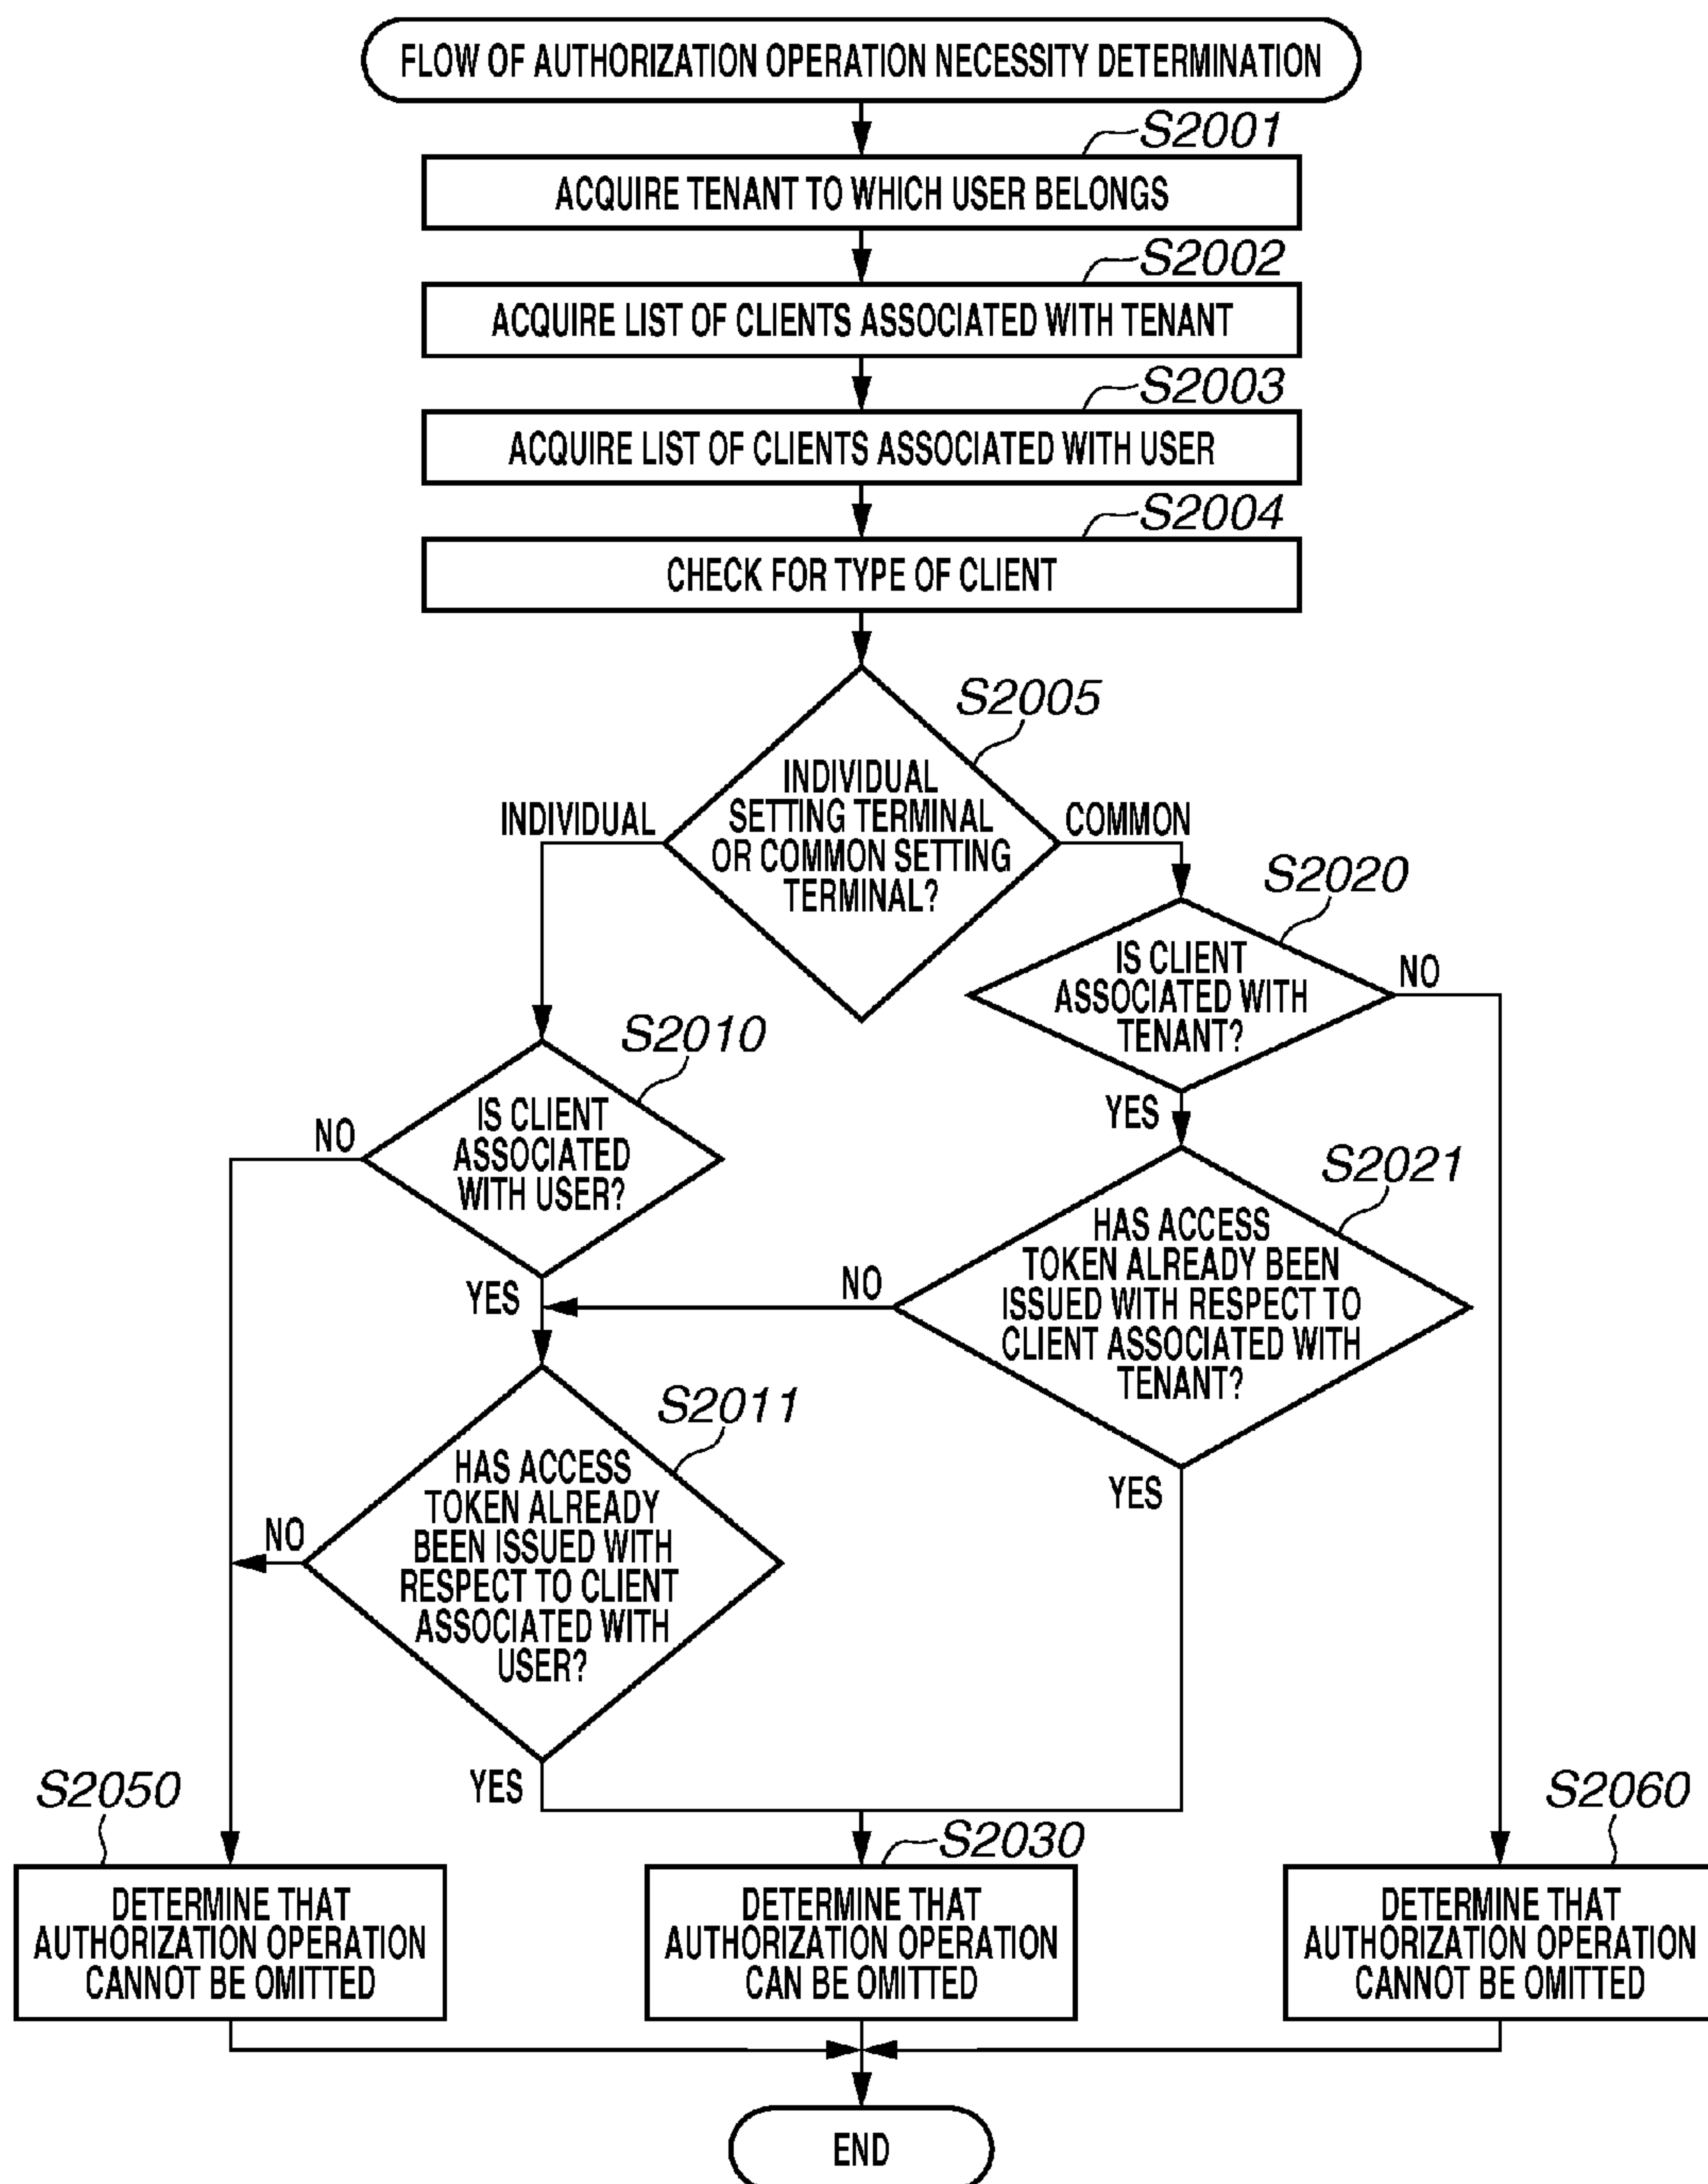 FLOW OF AUTHORIZATION OPERATION NECESSITY DETERMINATION
S2001
ACQUIRE TENANT TO WHICH USER BELONGS
S2002
ACQUIRE LIST OF CLIENTS ASSOCIATED WITH TENANT
S2003
ACQUIRE LIST OF CLIENTS ASSOCIATED WITH USER
S2004
CHECK FOR TYPE OF CLIENT
S2005
INDIVIDUAL
SETTING TERMINAL
OR COMMON SETTING
TERMINAL?
INDIVIDUAL
COMMON
S2020
IS CLIENT
ASSOCIATED WITH
TENANT?
NO
YES
S2010
IS CLIENT
ASSOCIATED
WITH USER?
NO
YES
S2021
HAS ACCESS
TOKEN ALREADY BEEN
ISSUED WITH RESPECT TO
CLIENT ASSOCIATED WITH
TENANT?
NO
YES
S2011
HAS ACCESS
TOKEN ALREADY
BEEN ISSUED WITH
RESPECT TO CLIENT
ASSOCIATED WITH
USER?
NO
YES
S2050
DETERMINE THAT
AUTHORIZATION OPERATION
CANNOT BE OMITTED
S2030
DETERMINE THAT
AUTHORIZATION OPERATION
CAN BE OMITTED
S2060
DETERMINE THAT
AUTHORIZATION OPERATION
CANNOT BE OMITTED
END